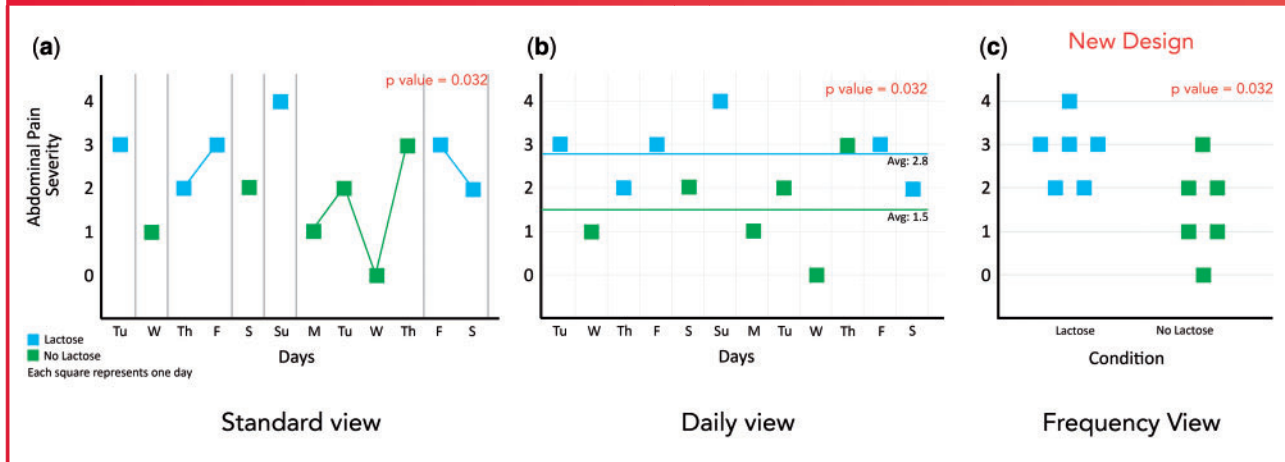 (a)
p value = 0.032
Abdominal Pain
Severity
4
3
2
1
0
Tu W Th F S Su M Tu W Th F S
Days
Lactose
No Lactose
Each square represents one day
Standard view
(b)
p value = 0.032
4
3
2
1
0
Avg: 2.8
Avg: 1.5
Tu W Th F S Su M Tu W Th F S
Days
Daily view
(c)
New Design
p value = 0.032
4
3
2
1
0
Lactose No Lactose
Condition
Frequency View